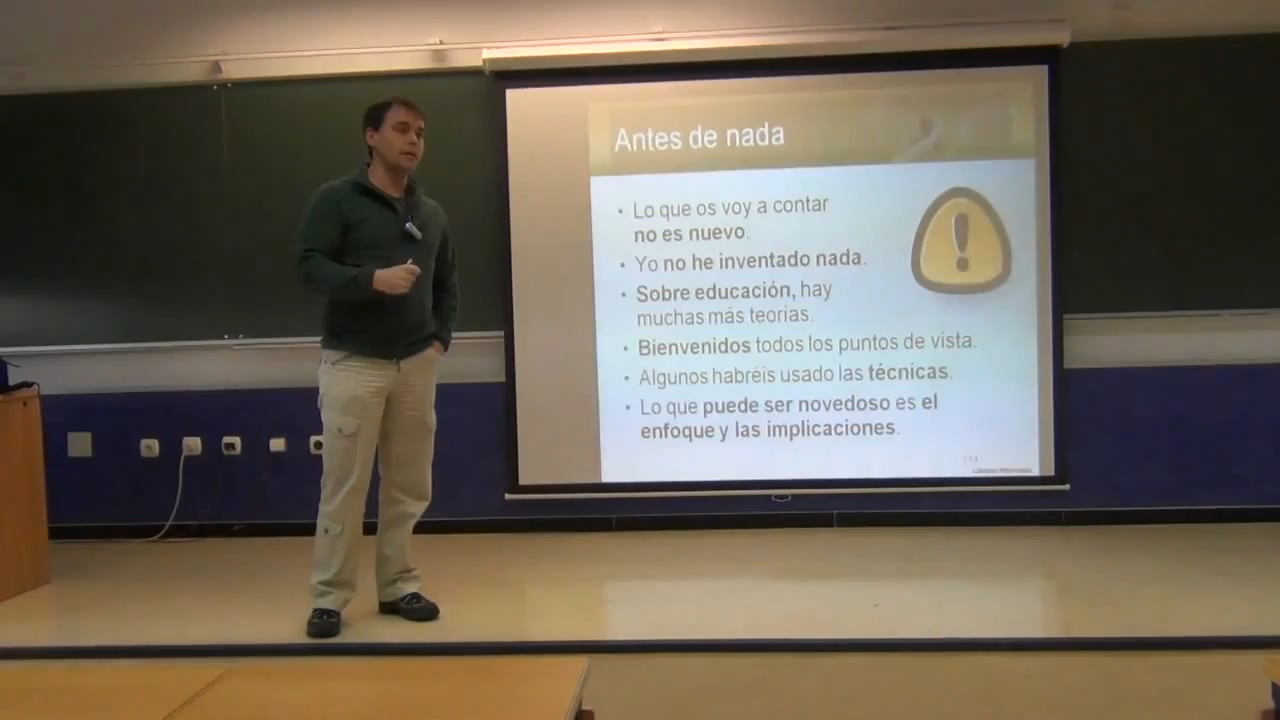 Antes de nada
• Lo que os voy a contar
no es nuevo.
• Yo no he inventado nada.
• Sobre educación, hay
muchas más teorías.
• Bienvenidos todos los puntos de vista.
• Algunos habréis usado las técnicas.
• Lo que puede ser novedoso es el
enfoque y las implicaciones.